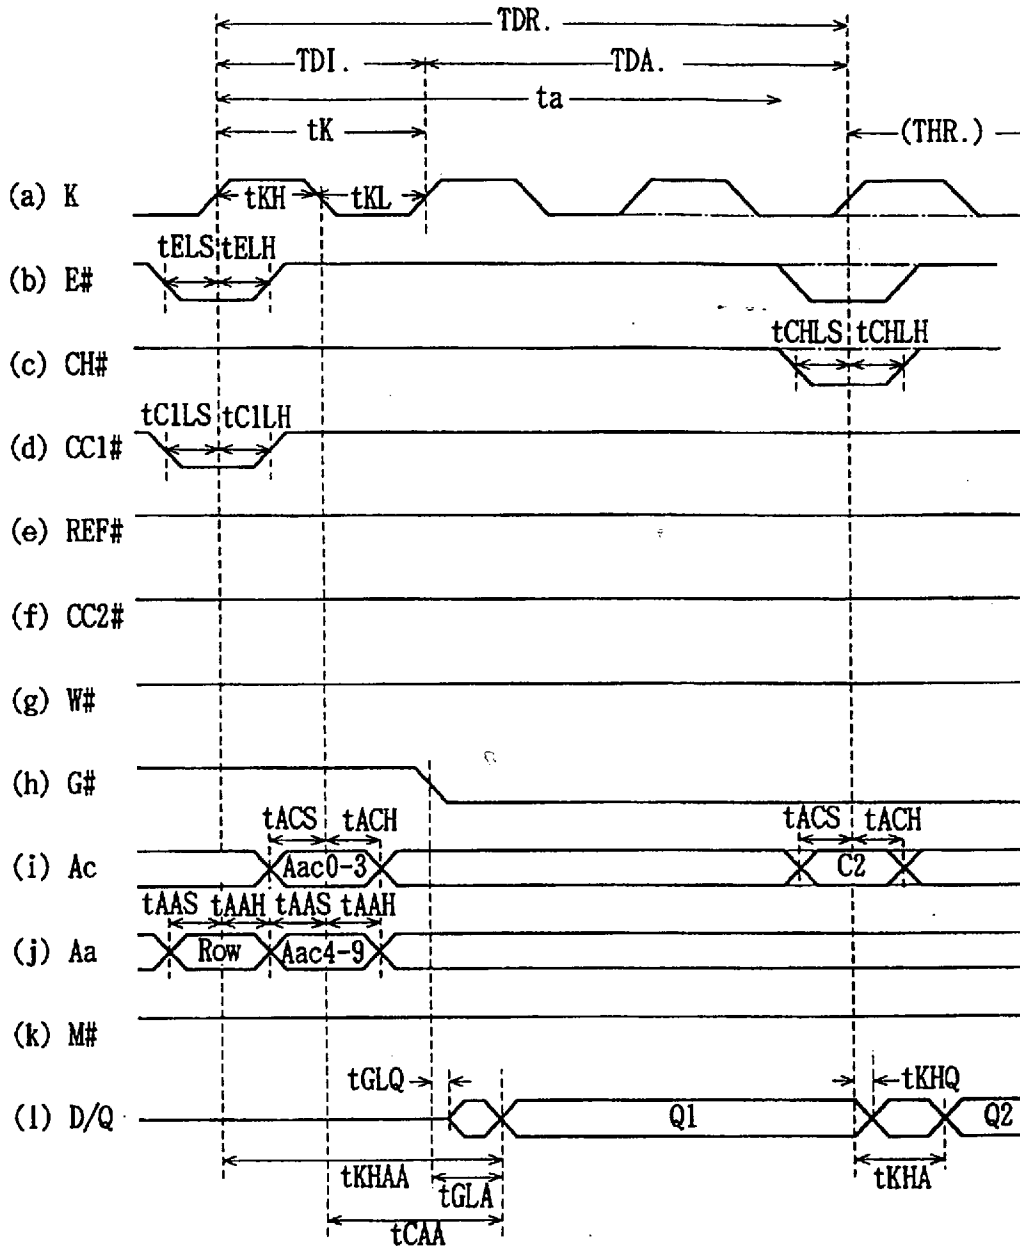 TDR.
TDI. TDA.
ta
tK (THR.)
(a) K tKH tKL
tELS tELH
(b) E#
tCHLS tCHLH
(c) CH#
tC1LS tC1LH
(d) CC1#
(e) REF#
(f) CC2#
(g) W#
(h) G#
tACS tACH tACS tACH
(i) Ac Aac0-3 C2
tAAS tAAH tAAS tAAH
(j) Aa Row Aac4-9
(k) M#
tGLQ tKHQ
(l) D/Q Q1 Q2
tKHAA tKHA
tGLA
tCAA